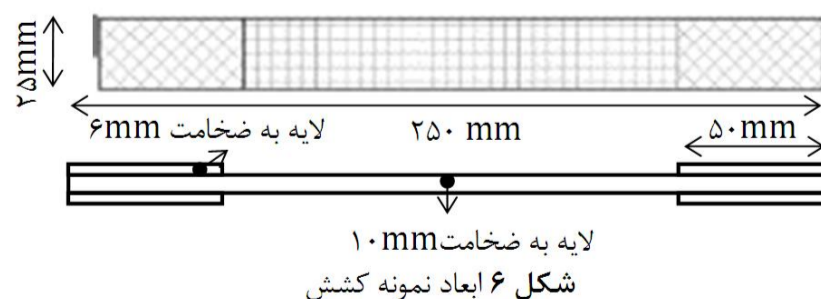 ۲۵mm
لایه به ضخامت ۶mm
۲۵۰ mm
۵۰mm
لایه به ضخامت۱۰mm
شکل ۶ ابعاد نمونه کشش